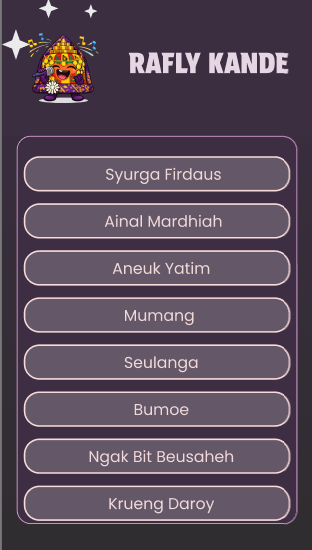 RAFLY KANDE
Syurga Firdaus
Ainal Mardhiah
Aneuk Yatim
Mumang
Seulanga
Bumoe
Ngak Bit Beusaheh
Krueng Daroy